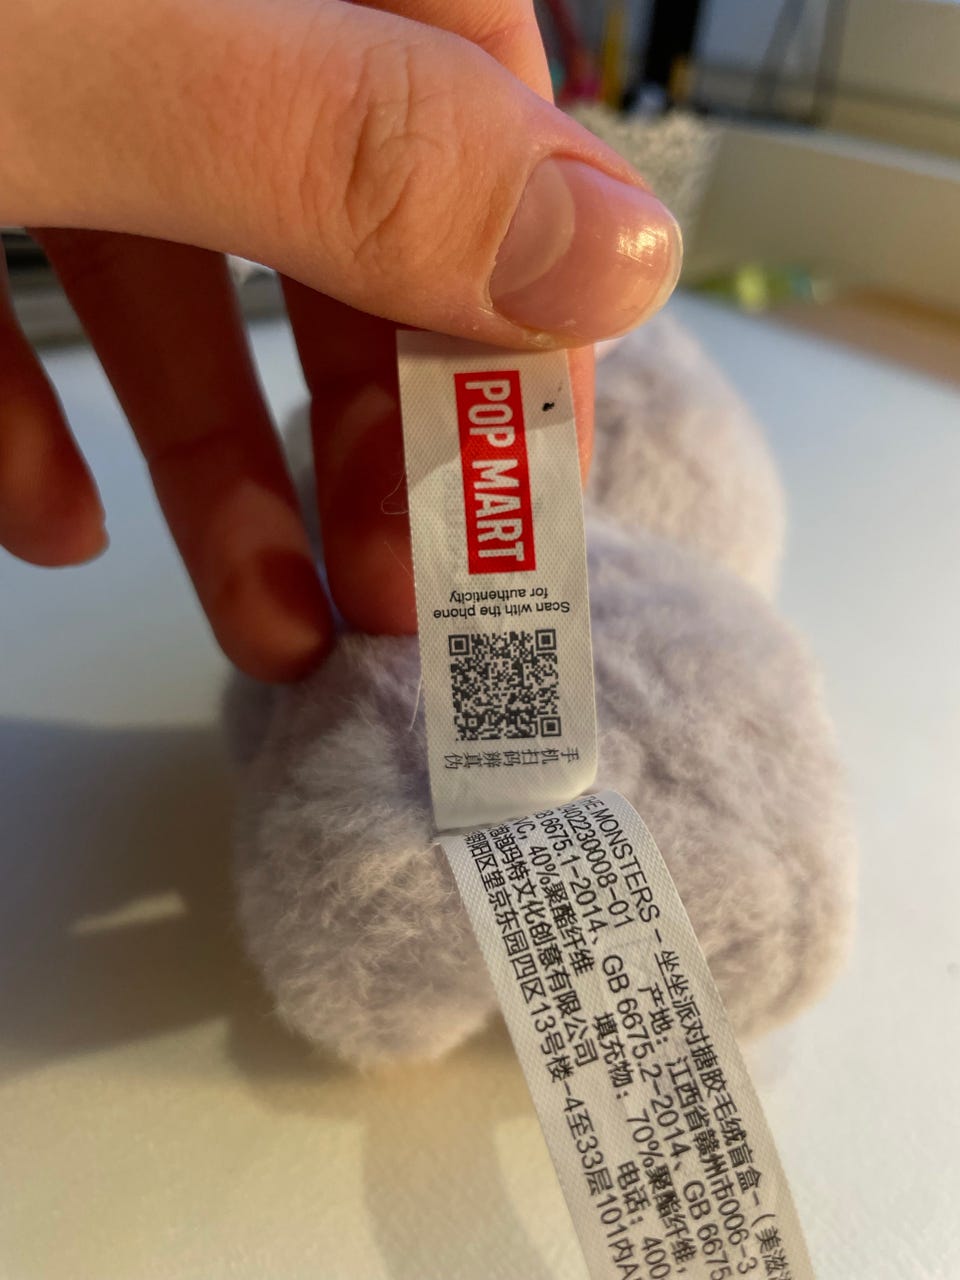 POP MART
Scan with the phone
for authenticity
手机扫码辨真伪
THE MONSTERS – 坐坐派对搪胶毛绒盲盒-（美滋
2402230008-01 产地：江西省赣州市006-3
6675.1-2014、GB 6675.2-2014、GB 6675
40%聚酯纤维 填充物：70%聚酯纤维，
泡泡玛特文化创意有限公司 电话：400
朝阳区望京东园四区13号楼-4至33层101内